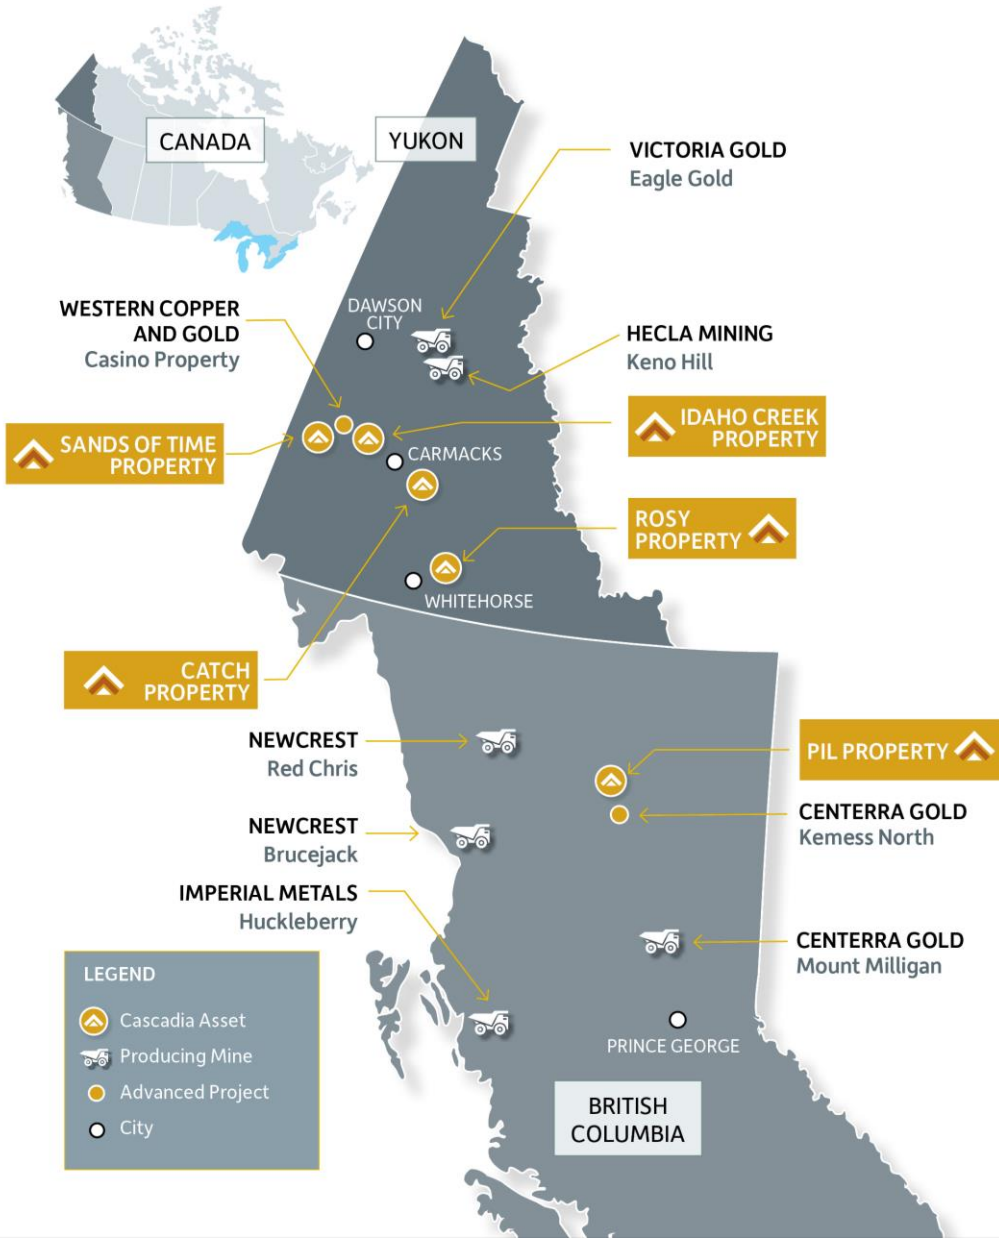 CANADA
YUKON
VICTORIA GOLD
Eagle Gold
WESTERN COPPER
AND GOLD
Casino Property
DAWSON
CITY
HECLA MINING
Keno Hill
SANDS OF TIME
PROPERTY
IDAHO CREEK
PROPERTY
CARMACKS
ROSY
PROPERTY
WHITEHORSE
CATCH
PROPERTY
NEWCREST
Red Chris
PIL PROPERTY
NEWCREST
Brucejack
CENTERRA GOLD
Kemess North
IMPERIAL METALS
Huckleberry
CENTERRA GOLD
Mount Milligan
LEGEND
Cascadia Asset
Producing Mine
Advanced Project
City
PRINCE GEORGE
BRITISH
COLUMBIA